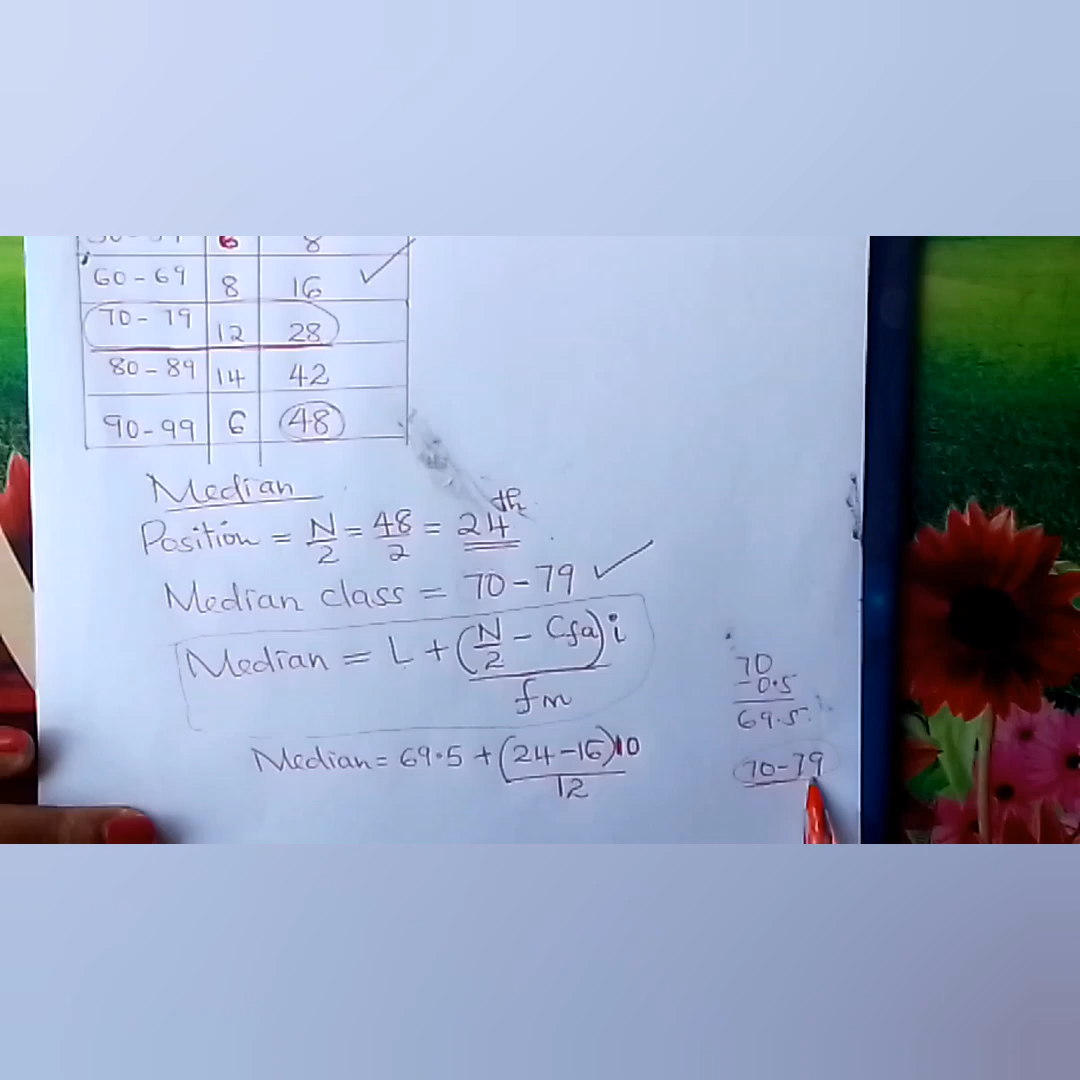 6 8
60-69 8 16 ✓
70-79 12 28
80-89 14 42
90-99 6 48
Median
Position = N/2 = 48/2 = 24th
Median class = 70-79 ✓
Median = L + (N/2 - Cfa)i / fm
70
-0.5
69.5
Median = 69.5 + (24-16)10 / 12
70-79